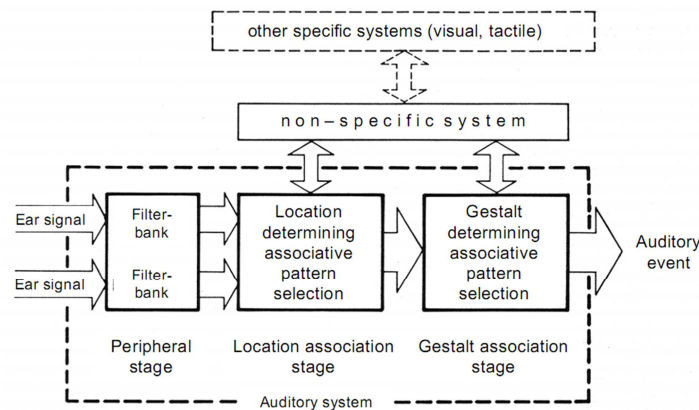 other specific systems (visual, tactile)
non–specific system
Ear signal
Ear signal
Filter-
bank
Filter-
bank
Location
determining
associative
pattern
selection
Gestalt
determining
associative
pattern
selection
Auditory
event
Peripheral
stage
Location association
stage
Gestalt association
stage
Auditory system